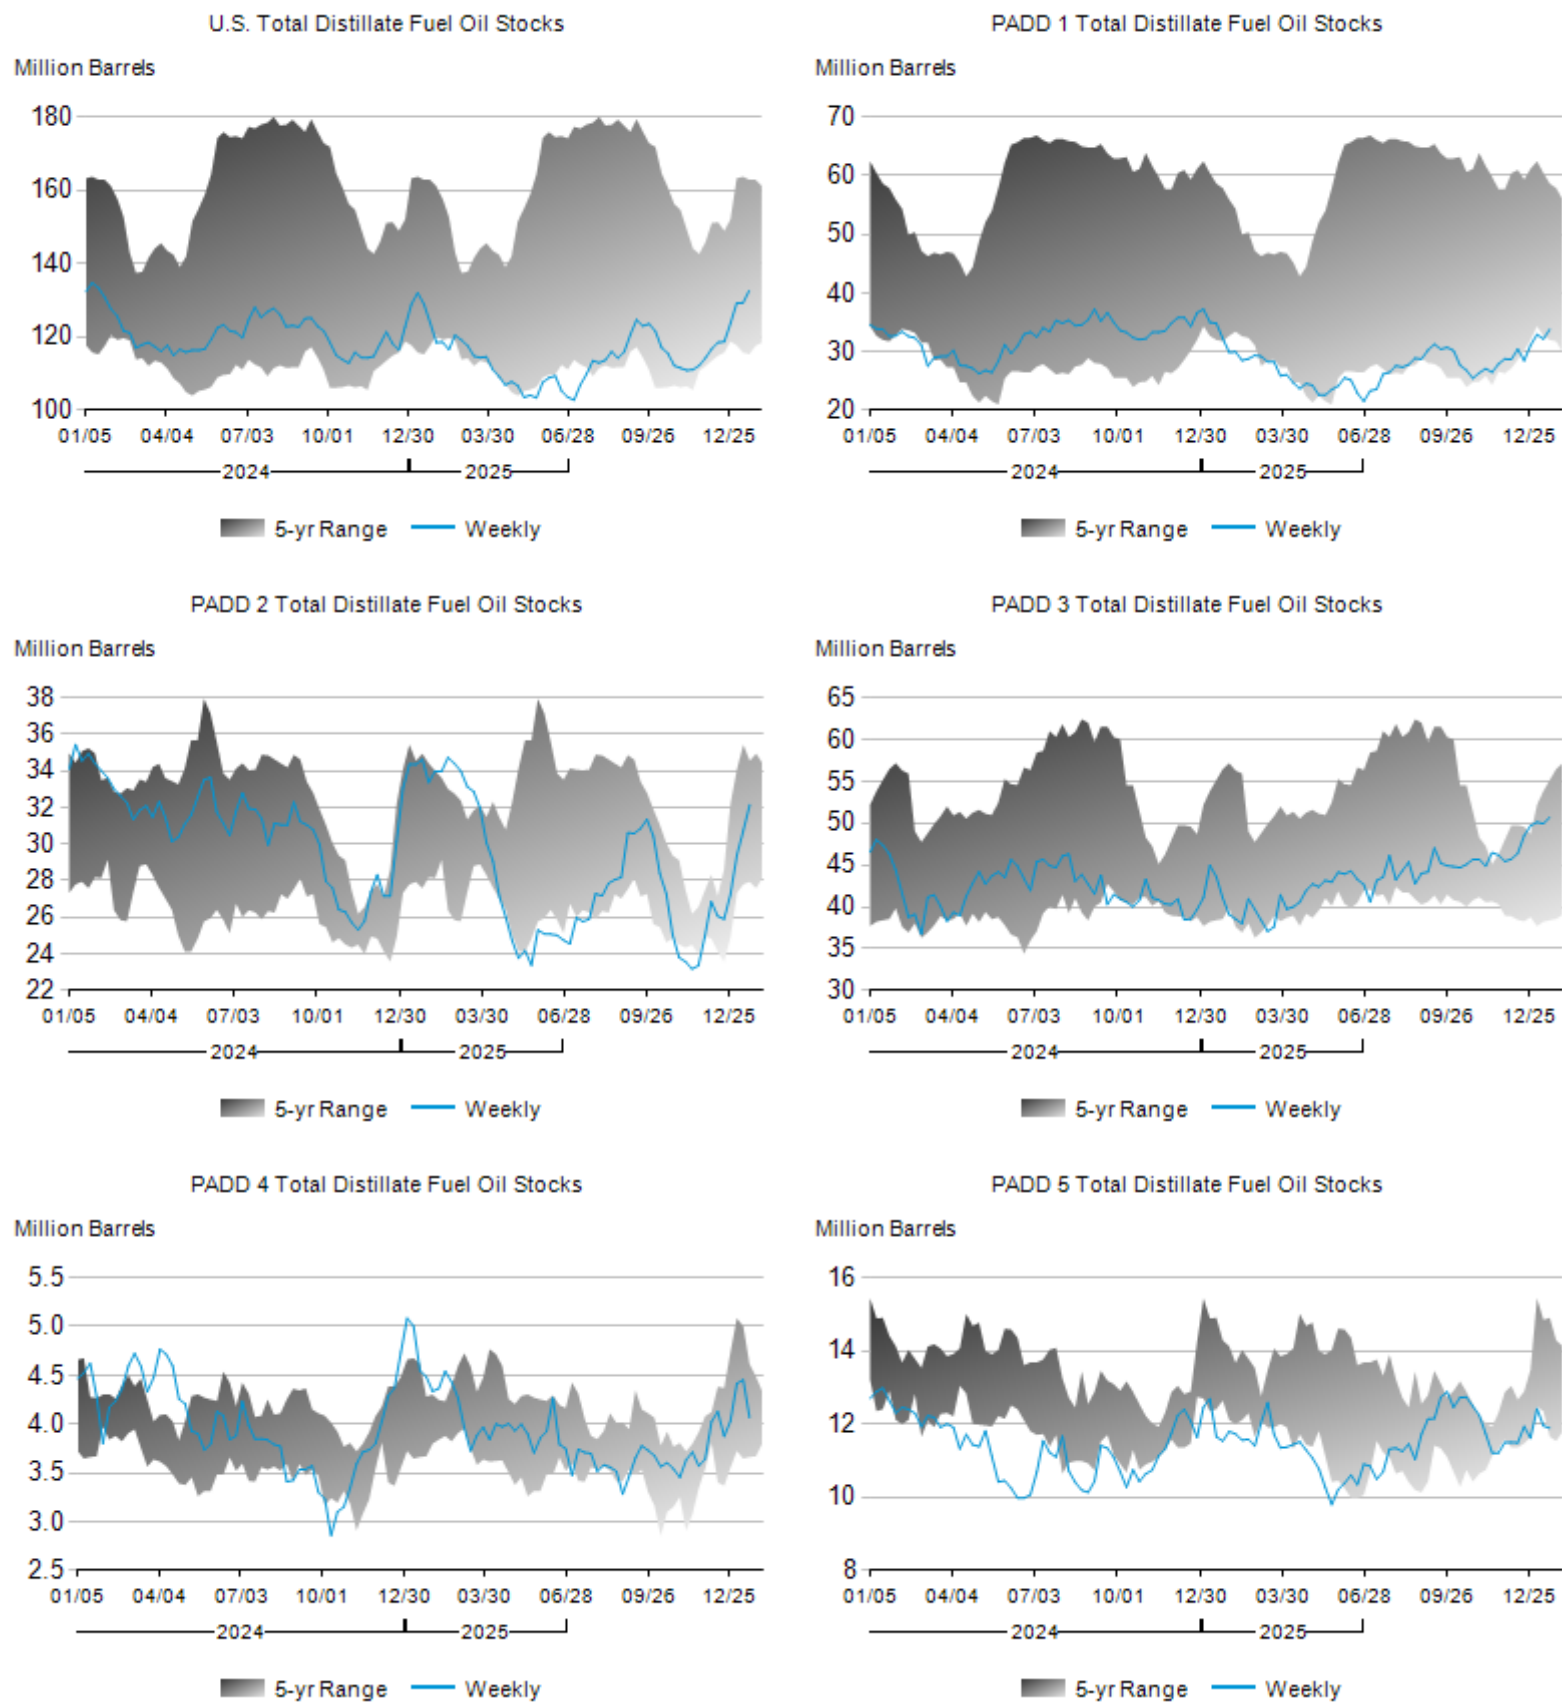 U.S. Total Distillate Fuel Oil Stocks
Million Barrels
180
160
140
120
100
01/05 04/04 07/03 10/01 12/30 03/30 06/28 09/26 12/25
2024 2025
5-yr Range Weekly
PADD 1 Total Distillate Fuel Oil Stocks
Million Barrels
70
60
50
40
30
20
01/05 04/04 07/03 10/01 12/30 03/30 06/28 09/26 12/25
2024 2025
5-yr Range Weekly
PADD 2 Total Distillate Fuel Oil Stocks
Million Barrels
38
36
34
32
30
28
26
24
22
01/05 04/04 07/03 10/01 12/30 03/30 06/28 09/26 12/25
2024 2025
5-yr Range Weekly
PADD 3 Total Distillate Fuel Oil Stocks
Million Barrels
65
60
55
50
45
40
35
30
01/05 04/04 07/03 10/01 12/30 03/30 06/28 09/26 12/25
2024 2025
5-yr Range Weekly
PADD 4 Total Distillate Fuel Oil Stocks
Million Barrels
5.5
5.0
4.5
4.0
3.5
3.0
2.5
01/05 04/04 07/03 10/01 12/30 03/30 06/28 09/26 12/25
2024 2025
5-yr Range Weekly
PADD 5 Total Distillate Fuel Oil Stocks
Million Barrels
16
14
12
10
8
01/05 04/04 07/03 10/01 12/30 03/30 06/28 09/26 12/25
2024 2025
5-yr Range Weekly